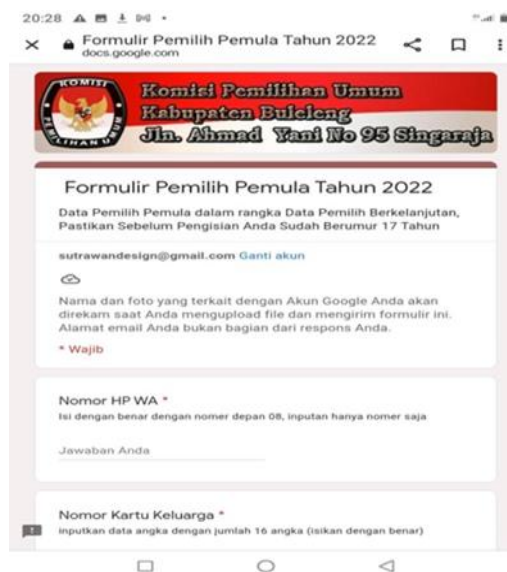 20:28
Formulir Pemilih Pemula Tahun 2022
docs.google.com
KOMISI
PEMILIHAN UMUM
Komisi Pemilihan Umum
Kabupaten Buleleng
Jln. Ahmad Yani No 95 Singaraja
Formulir Pemilih Pemula Tahun 2022
Data Pemilih Pemula dalam rangka Data Pemilih Berkelanjutan,
Pastikan Sebelum Pengisian Anda Sudah Berumur 17 Tahun
sutrawandesign@gmail.com Ganti akun
Nama dan foto yang terkait dengan Akun Google Anda akan
direkam saat Anda mengupload file dan mengirim formulir ini.
Alamat email Anda bukan bagian dari respons Anda.
* Wajib
Nomor HP WA *
Isi dengan benar dengan nomer depan 08, inputan hanya nomer saja
Jawaban Anda
Nomor Kartu Keluarga *
inputkan data angka dengan jumlah 16 angka (isikan dengan benar)